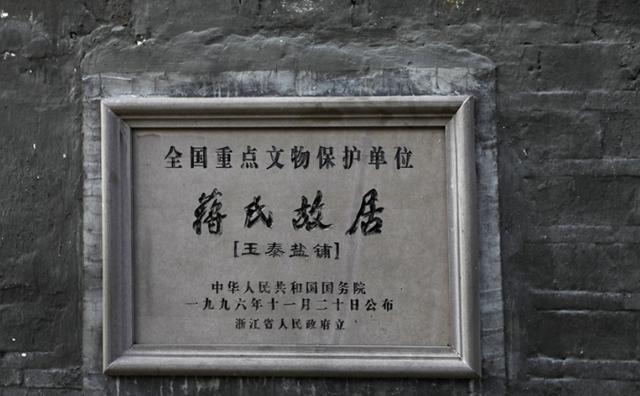 全国重点文物保护单位
蒋氏故居
[玉泰盐铺]
中华人民共和国国务院
一九九六年十一月二十日公布
浙江省人民政府立